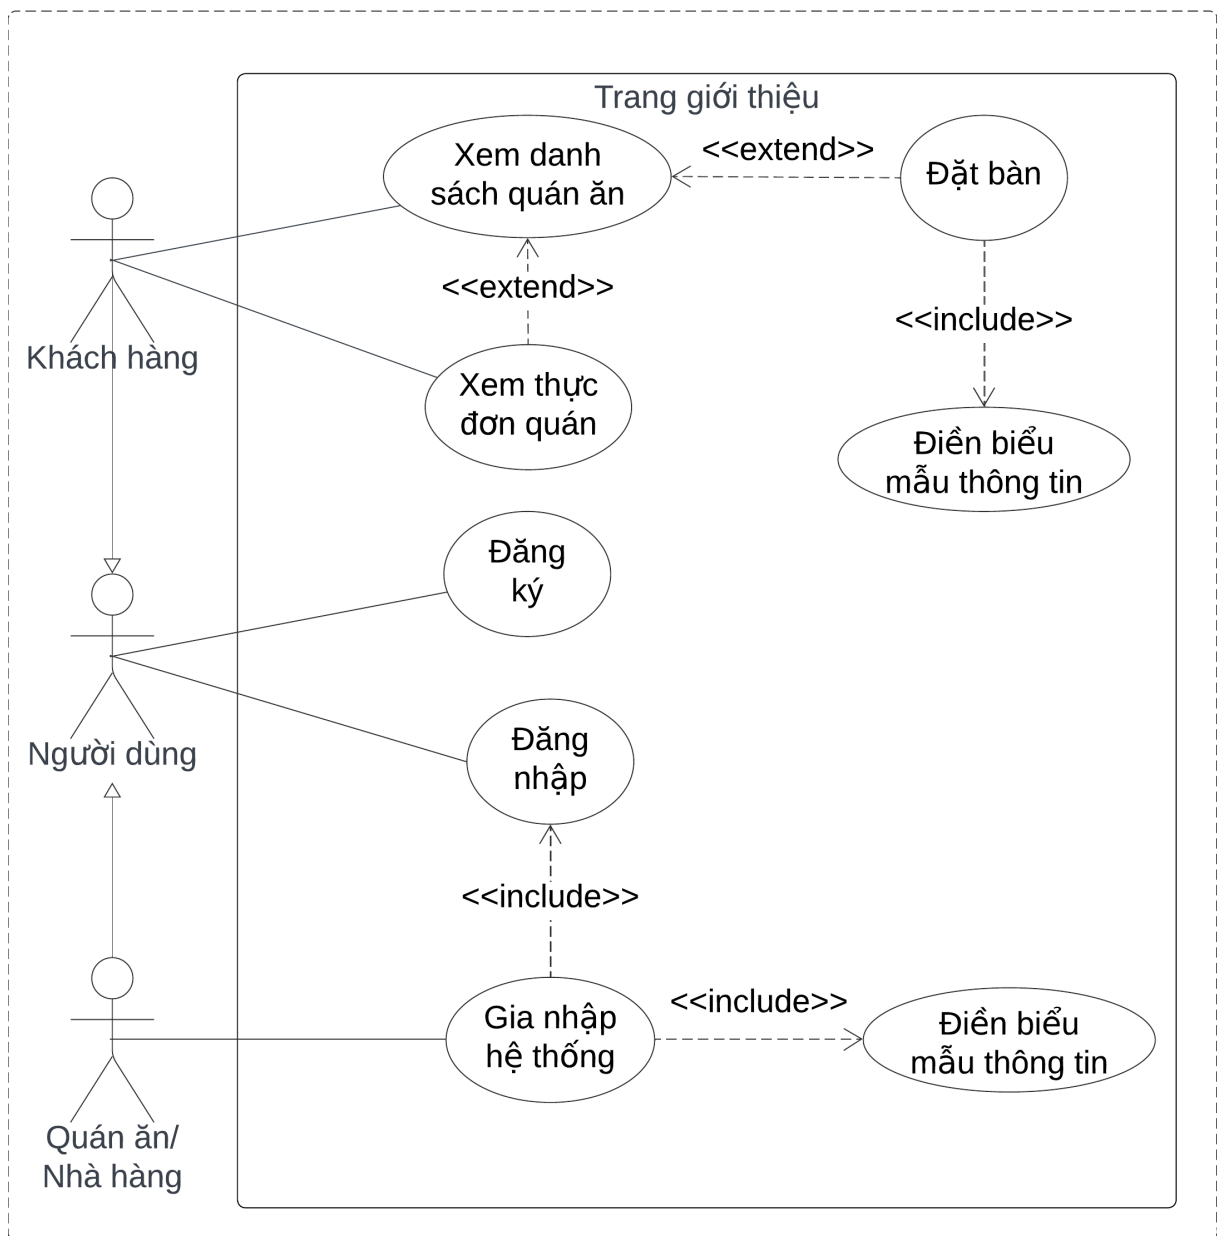 Trang giới thiệu
Xem danh
sách quán ăn
<<extend>>
Đặt bàn
<<extend>>
<<include>>
Khách hàng
Xem thực
đơn quán
Điền biểu
mẫu thông tin
Đăng
ký
Người dùng
Đăng
nhập
<<include>>
Gia nhập
hệ thống
<<include>>
Điền biểu
mẫu thông tin
Quán ăn/
Nhà hàng